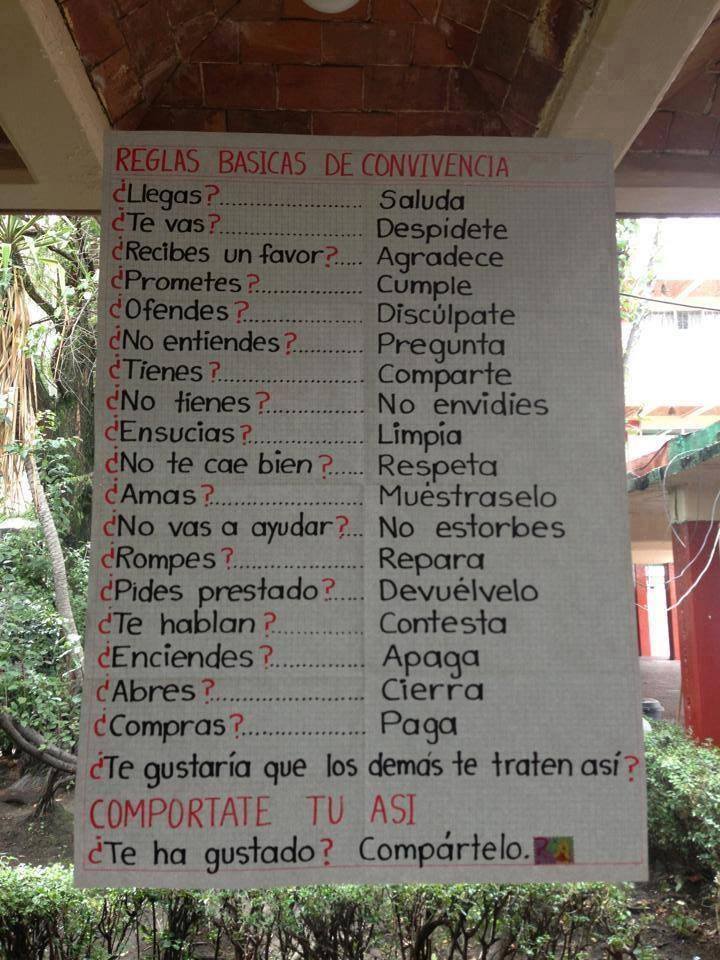 REGLAS BASICAS DE CONVIVENCIA
¿Llegas?..................... Saluda
¿Te vas?..................... Despídete
¿Recibes un favor?.... Agradece
¿Prometes?............... Cumple
¿Ofendes?................. Discúlpate
¿No entiendes?.......... Pregunta
¿Tienes?.................... Comparte
¿No tienes?.............. No envidies
¿Ensucias?................ Limpia
¿No te cae bien?..... Respeta
¿Amas?...................... Muéstraselo
¿No vas a ayudar?... No estorbes
¿Rompes?.................. Repara
¿Pides prestado?..... Devuélvelo
¿Te hablan?............. Contesta
¿Enciendes?.............. Apaga
¿Abres?...................... Cierra
¿Compras?.................. Paga
¿Te gustaría que los demás te traten así?
COMPORTATE TU ASI
¿Te ha gustado? Compártelo.